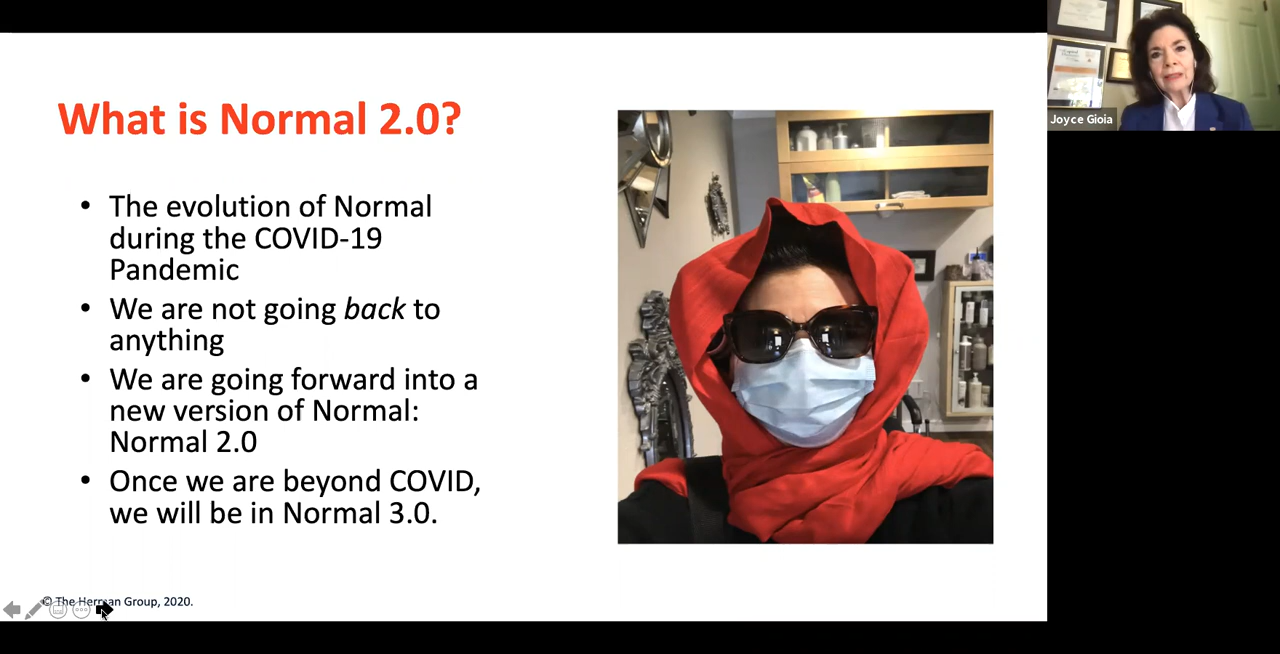 What is Normal 2.0?
• The evolution of Normal
during the COVID-19
Pandemic
• We are not going back to
anything
• We are going forward into a
new version of Normal:
Normal 2.0
• Once we are beyond COVID,
we will be in Normal 3.0.
© The Herman Group, 2020.
Joyce Gioia